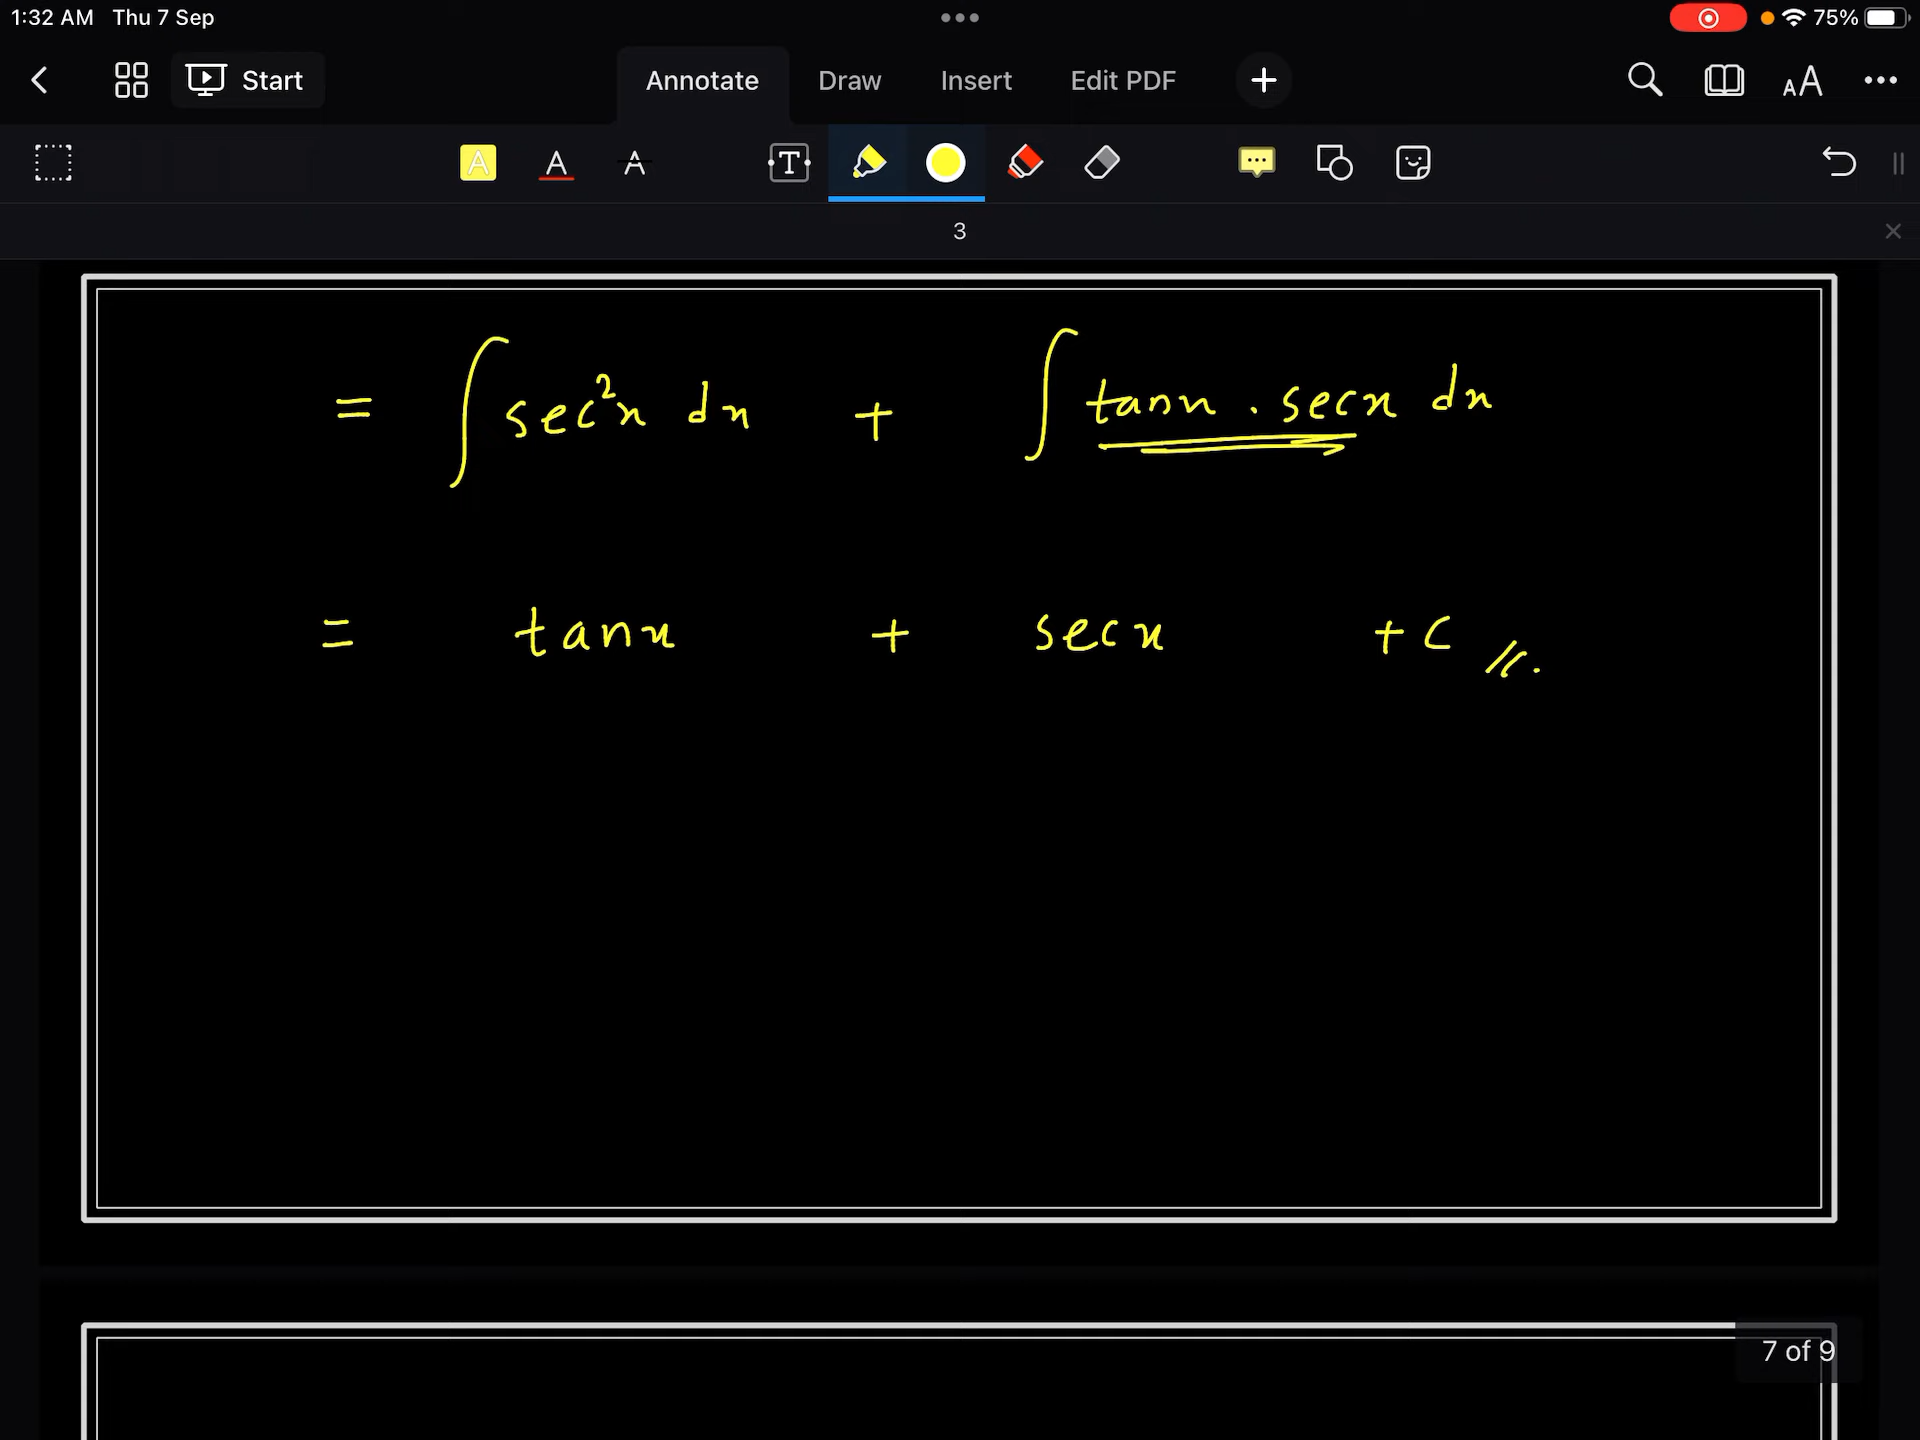 1:32 AM Thu 7 Sep
75%
Start
Annotate Draw Insert Edit PDF
AA
A A A T
3
= ∫ sec²x dx + ∫ tanx . secx dx
= tanx + secx + c //.
7 of 9